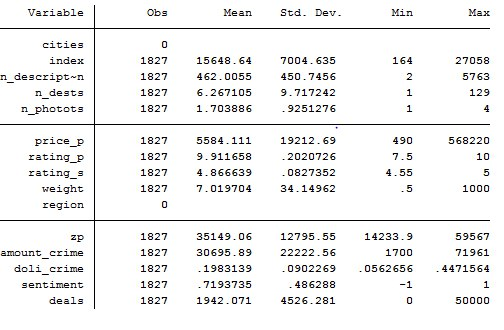 Variable Obs Mean Std. Dev. Min Max
cities 0
index 1827 15648.64 7004.635 164 27058
n_descript~n 1827 462.0055 450.7456 2 5763
n_dests 1827 6.267105 9.717242 1 129
n_photots 1827 1.703886 .9251276 1 4
price_p 1827 5584.111 19212.69 490 568220
rating_p 1827 9.911658 .2020726 7.5 10
rating_s 1827 4.866639 .0827352 4.55 5
weight 1827 7.019704 34.14962 .5 1000
region 0
zp 1827 35149.06 12795.55 14233.9 59567
amount_crime 1827 30695.89 22222.56 1700 71961
doli_crime 1827 .1983139 .0902269 .0562656 .4471564
sentiment 1827 .7193735 .486288 -1 1
deals 1827 1942.071 4526.281 0 50000